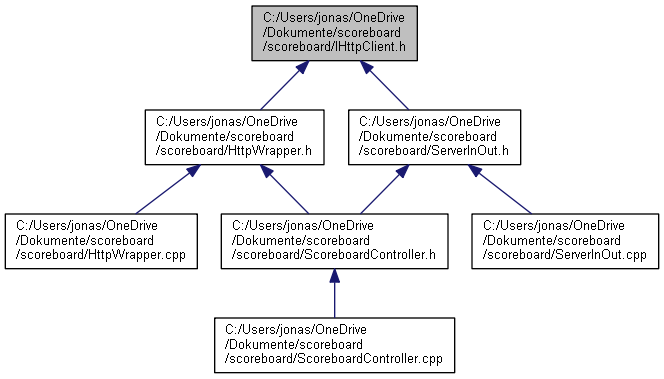 C:/Users/jonas/OneDrive
/Dokumente/scoreboard
/scoreboard/IHttpClient.h
C:/Users/jonas/OneDrive
/Dokumente/scoreboard
/scoreboard/HttpWrapper.h
C:/Users/jonas/OneDrive
/Dokumente/scoreboard
/scoreboard/ServerInOut.h
C:/Users/jonas/OneDrive
/Dokumente/scoreboard
/scoreboard/HttpWrapper.cpp
C:/Users/jonas/OneDrive
/Dokumente/scoreboard
/scoreboard/ScoreboardController.h
C:/Users/jonas/OneDrive
/Dokumente/scoreboard
/scoreboard/ServerInOut.cpp
C:/Users/jonas/OneDrive
/Dokumente/scoreboard
/scoreboard/ScoreboardController.cpp